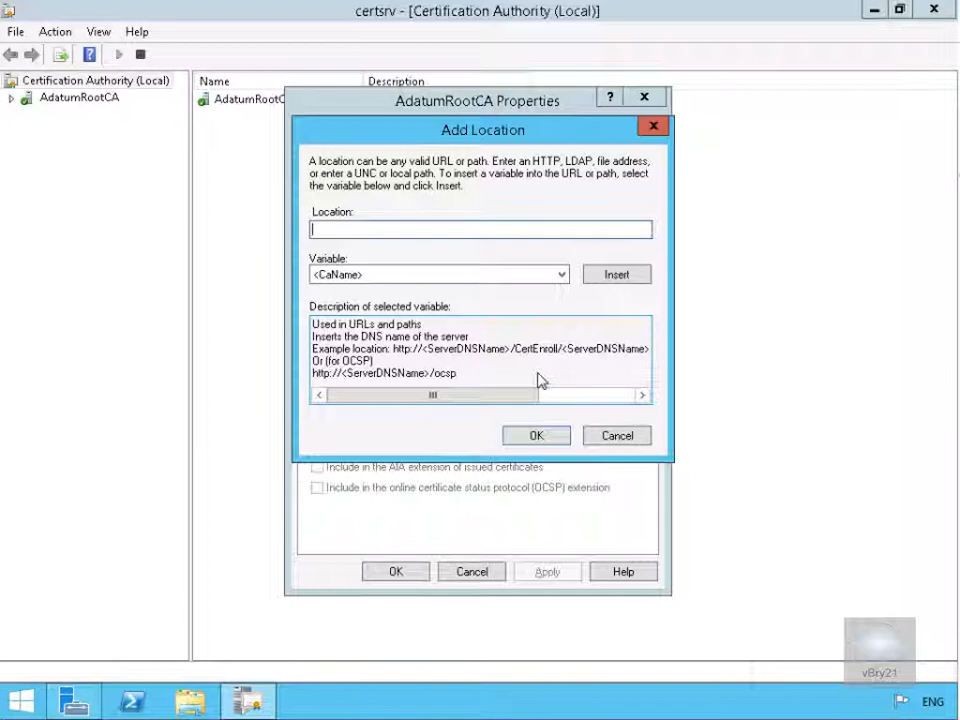 certsrv - [Certification Authority (Local)]
File Action View Help
Certification Authority (Local)
AdatumRootCA
Name Description
AdatumRootC
AdatumRootCA Properties
Add Location
A location can be any valid URL or path. Enter an HTTP, LDAP, file address,
or enter a UNC or local path. To insert a variable into the URL or path, select
the variable below and click Insert.
Location:
Variable:
<CaName>
Insert
Description of selected variable:
Used in URLs and paths
Inserts the DNS name of the server
Example location: http://<ServerDNSName>/CertEnroll/<ServerDNSName>
Or (for OCSP)
http://<ServerDNSName>/ocsp
OK Cancel
Include in the AIA extension of issued certificates
Include in the online certificate status protocol (OCSP) extension
OK Cancel Apply Help
vBry21
ENG